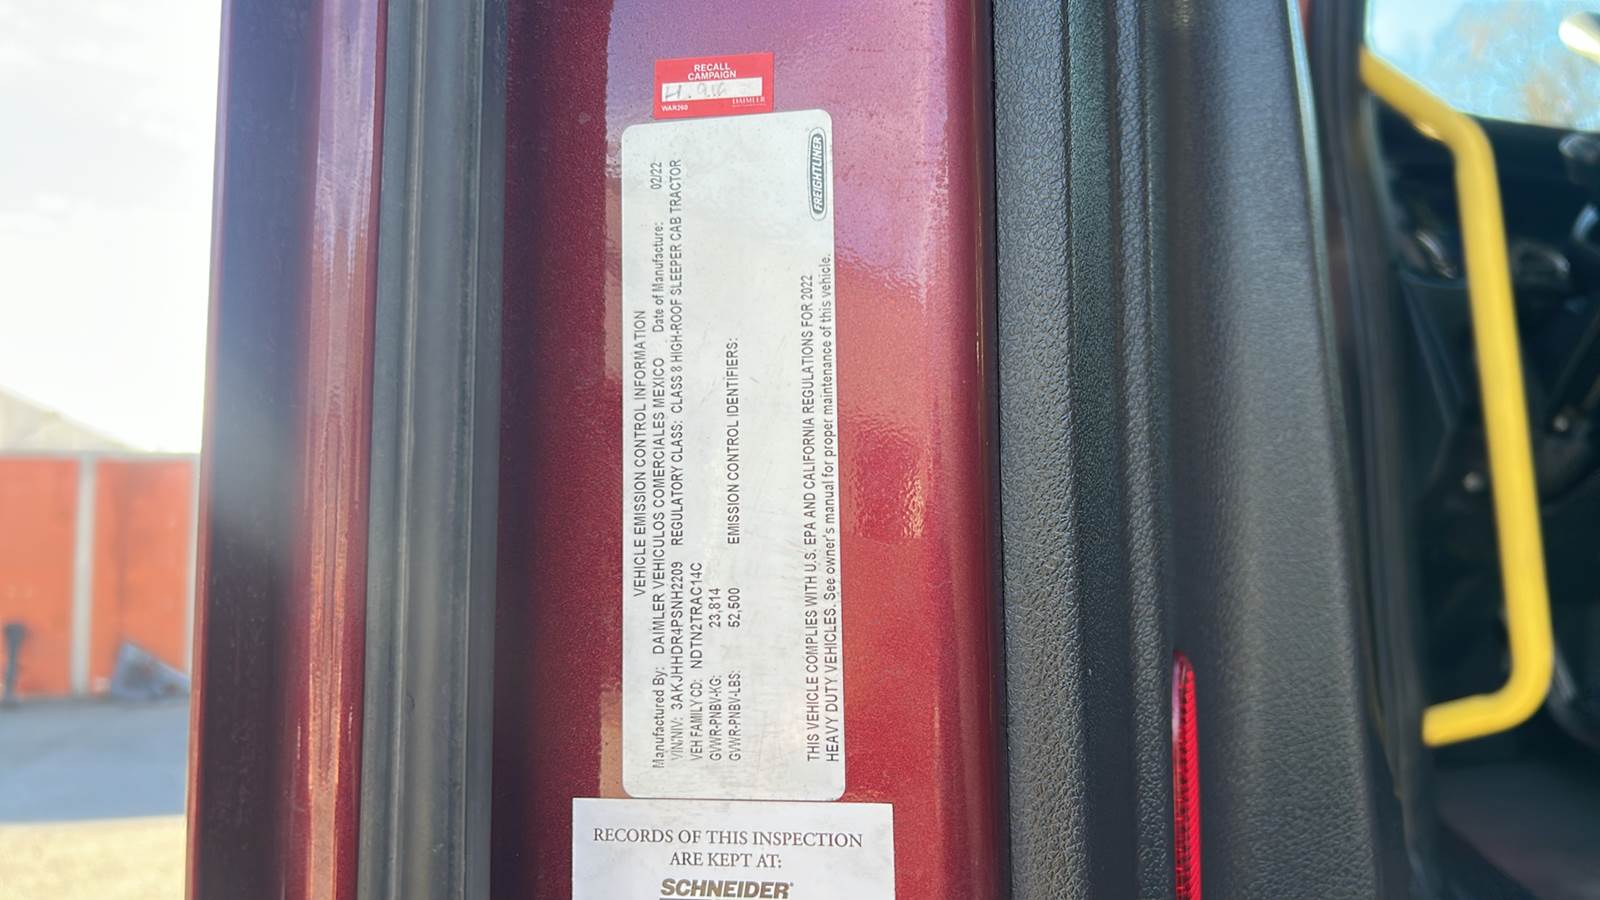 RECALL
CAMPAIGN
WAR260
DAIMLER
FREIGHTLINER
VEHICLE EMISSION CONTROL INFORMATION
Manufactured By: DAIMLER VEHICULOS COMERCIALES MEXICO Date of Manufacture: 02/22
VIN/NIV: 3AKJHHDR4PSNH2209 REGULATORY CLASS: CLASS 8 HIGH-ROOF SLEEPER CAB TRACTOR
VEH FAMILY CD: NDTN2TRAC14C
GVWR-PNBV-KG: 23,814
GVWR-PNBV-LBS: 52,500 EMISSION CONTROL IDENTIFIERS:
THIS VEHICLE COMPLIES WITH U.S. EPA AND CALIFORNIA REGULATIONS FOR 2022
HEAVY DUTY VEHICLES. See owner's manual for proper maintenance of this vehicle.
RECORDS OF THIS INSPECTION
ARE KEPT AT:
SCHNEIDER